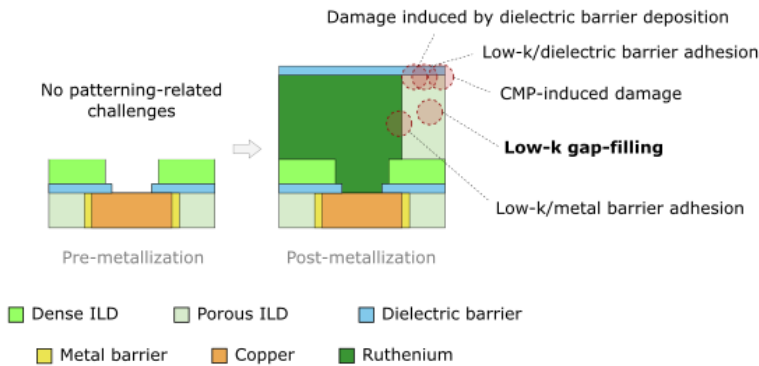 Damage induced by dielectric barrier deposition
Low-k/dielectric barrier adhesion
No patterning-related
challenges
CMP-induced damage
Low-k gap-filling
Low-k/metal barrier adhesion
Pre-metallization
Post-metallization
Dense ILD
Porous ILD
Dielectric barrier
Metal barrier
Copper
Ruthenium